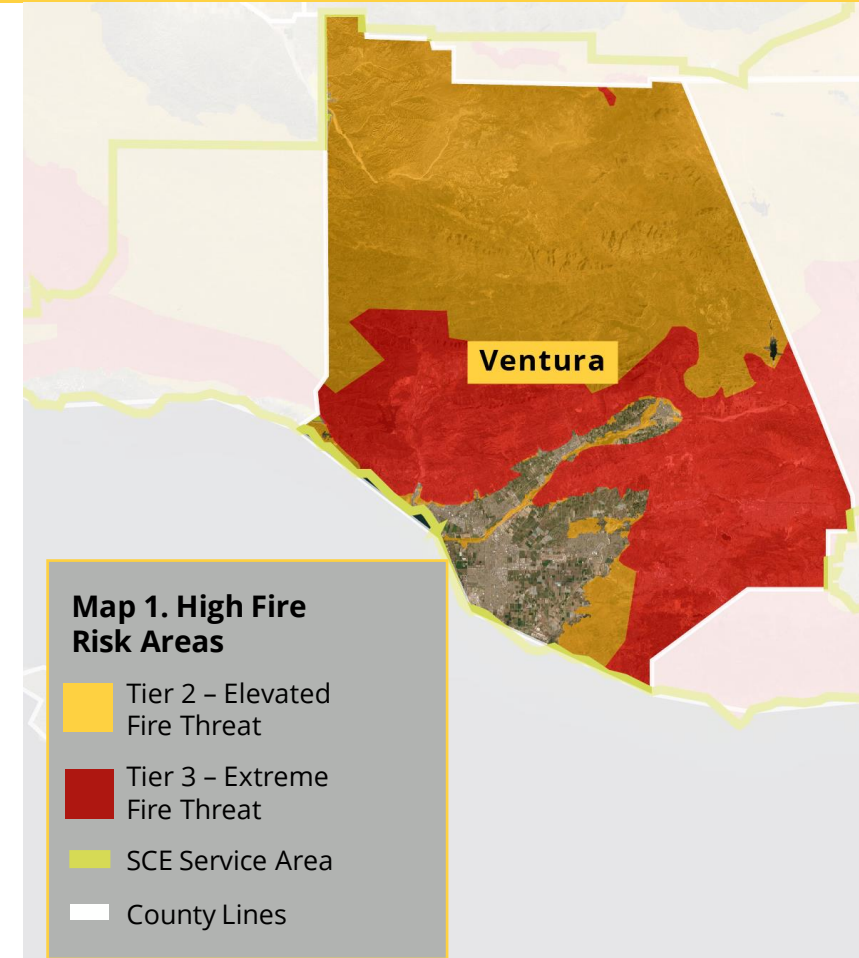 Ventura
Map 1. High Fire
Risk Areas
Tier 2 – Elevated
Fire Threat
Tier 3 – Extreme
Fire Threat
SCE Service Area
County Lines